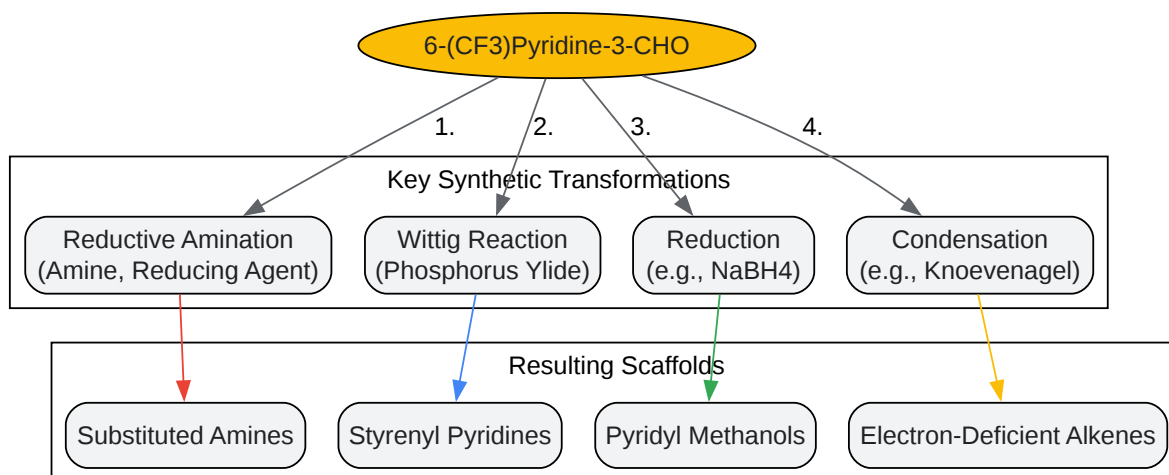 6-(CF3)Pyridine-3-CHO
1.
2.
3.
4.
Key Synthetic Transformations
Reductive Amination
(Amine, Reducing Agent)
Wittig Reaction
(Phosphorus Ylide)
Reduction
(e.g., NaBH4)
Condensation
(e.g., Knoevenagel)
Resulting Scaffolds
Substituted Amines
Styrenyl Pyridines
Pyridyl Methanols
Electron-Deficient Alkenes